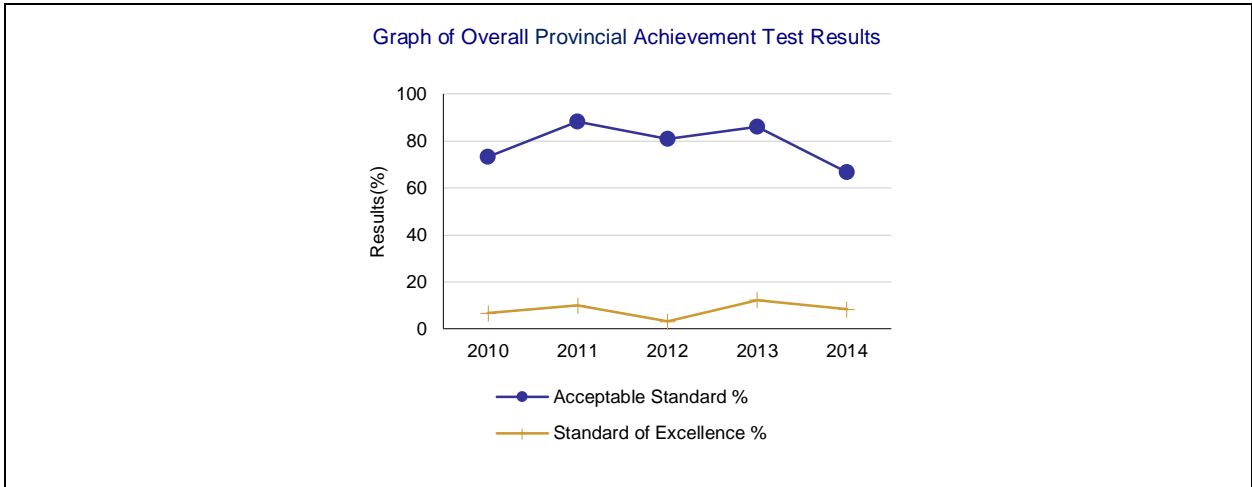 Graph of Overall Provincial Achievement Test Results
100
80
60
40
20
0
Results(%)
2010 2011 2012 2013 2014
Acceptable Standard %
Standard of Excellence %